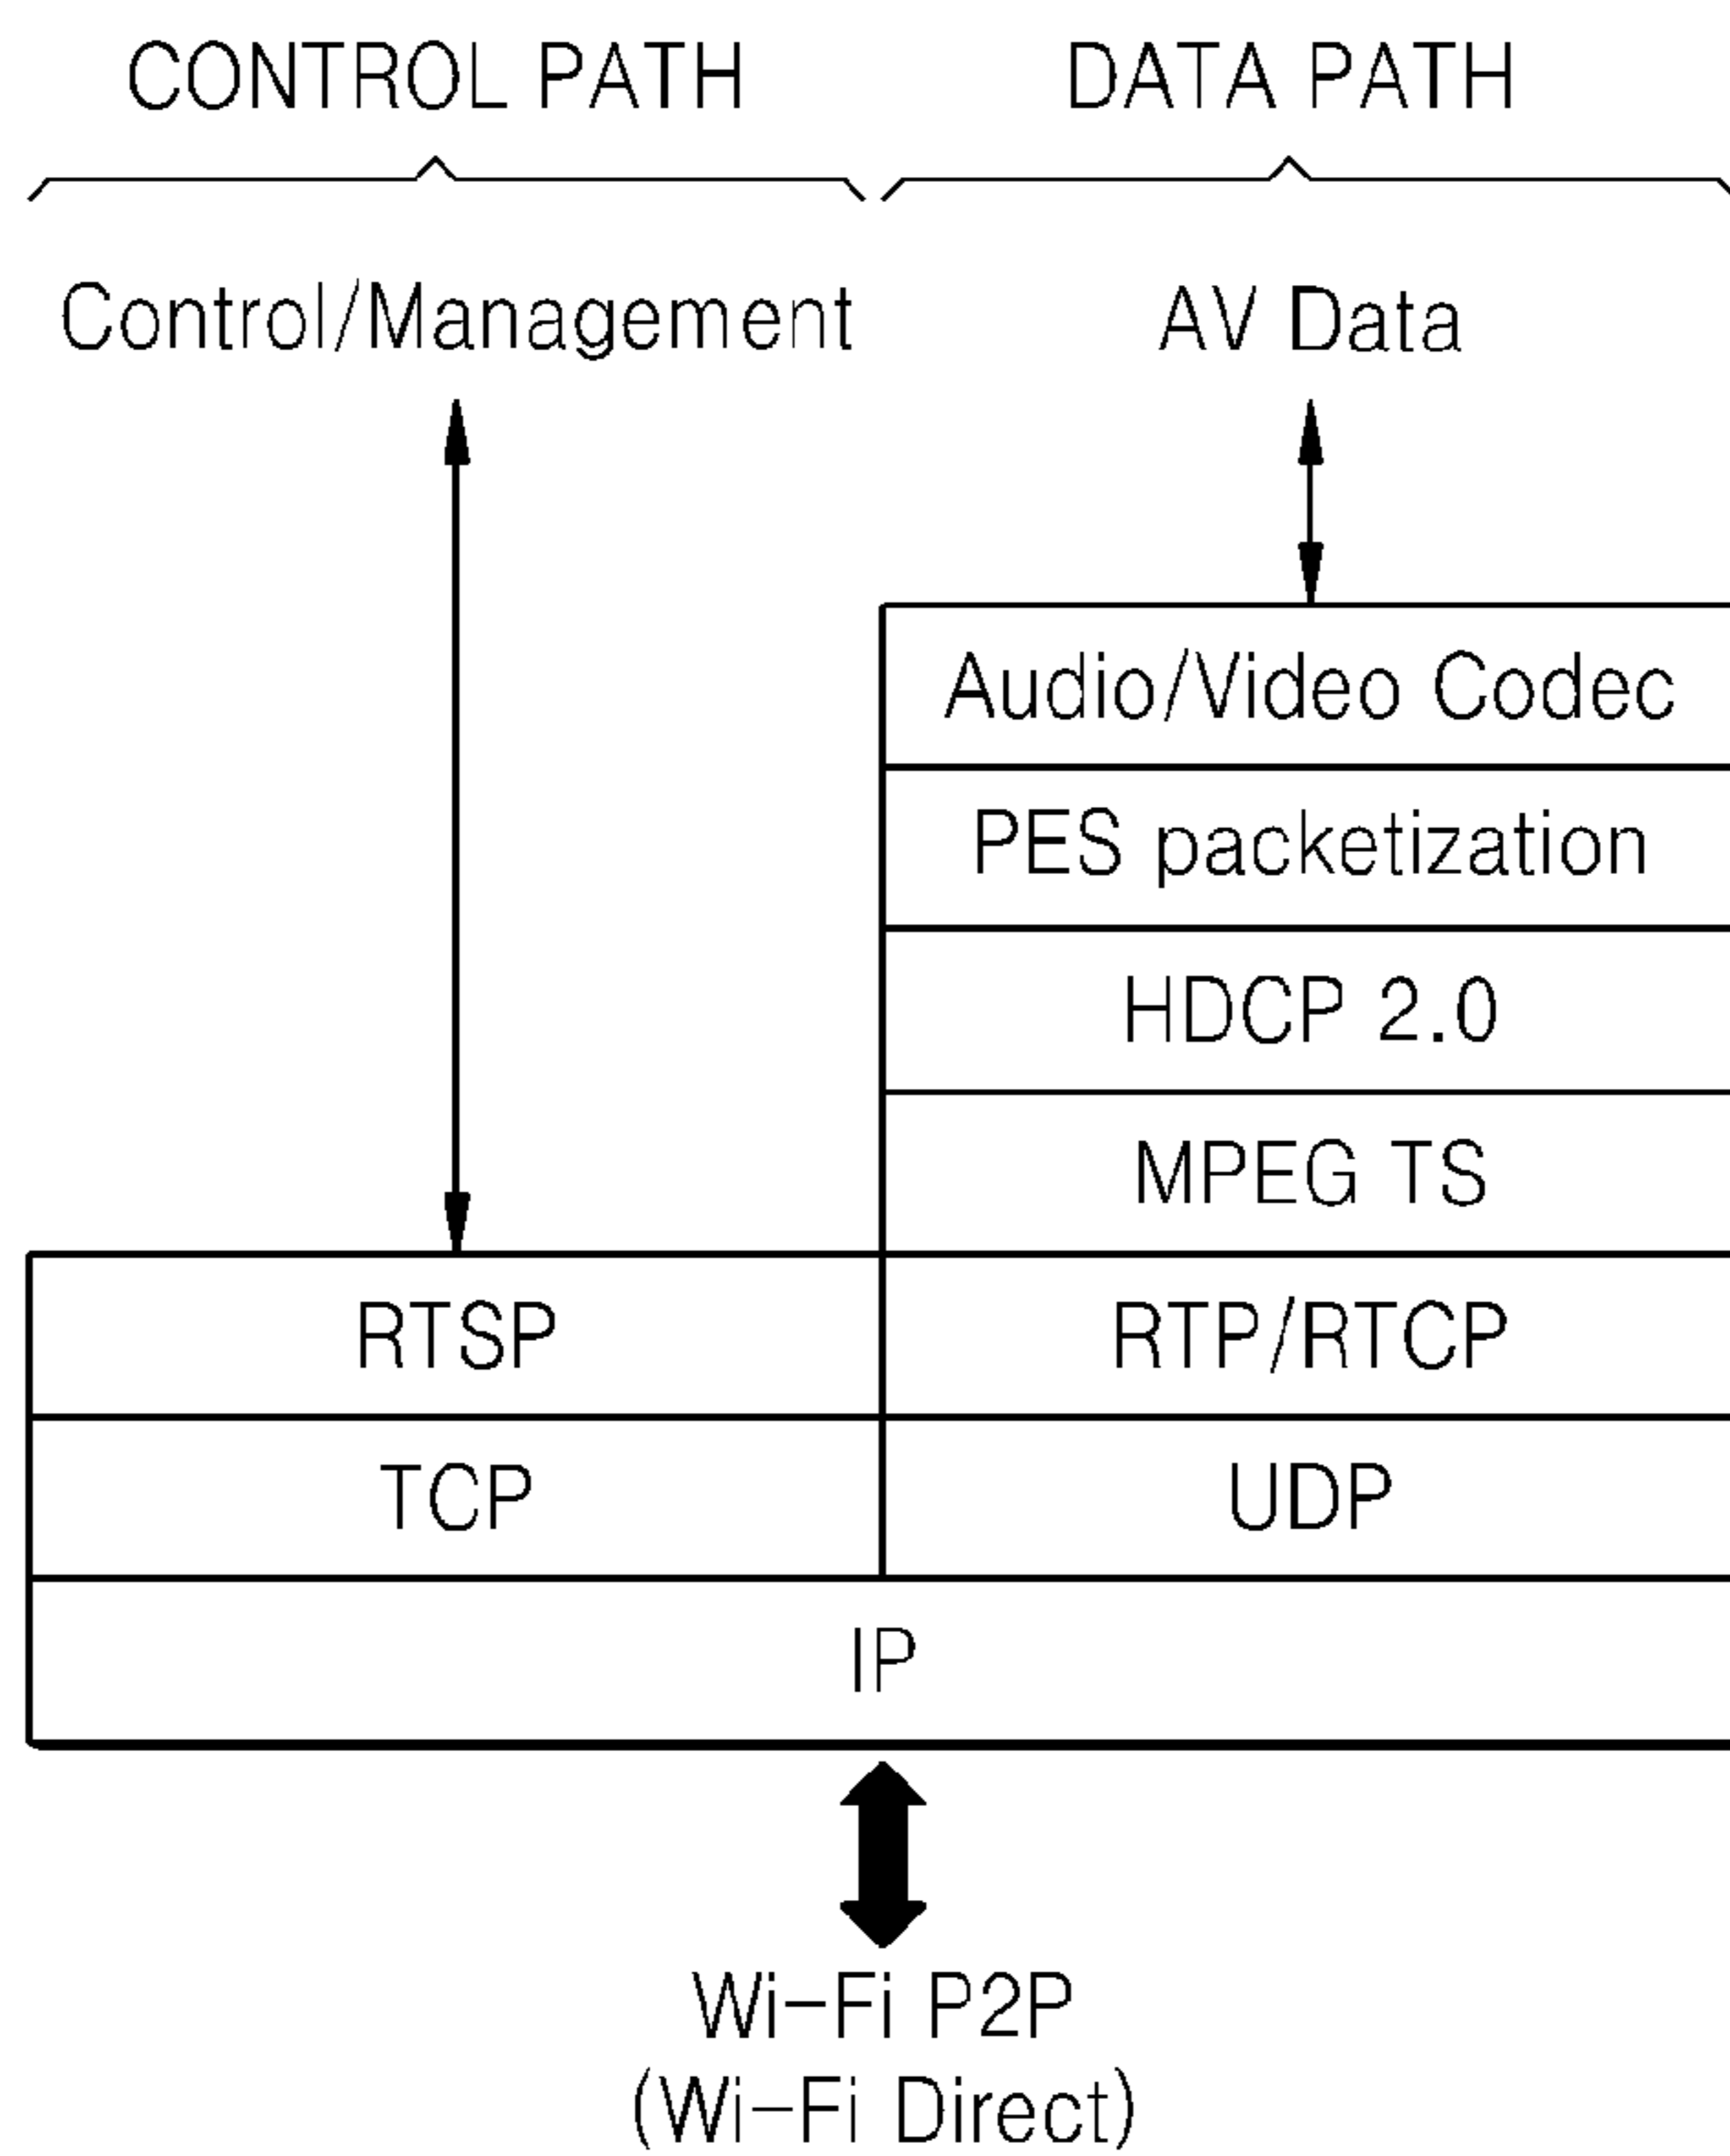 CONTROL PATH
DATA PATH
Control/Management
AV Data
Audio/Video Codec
PES packetization
HDCP 2.0
MPEG TS
RTSP
RTP/RTCP
TCP
UDP
IP
Wi-Fi P2P
(Wi-Fi Direct)